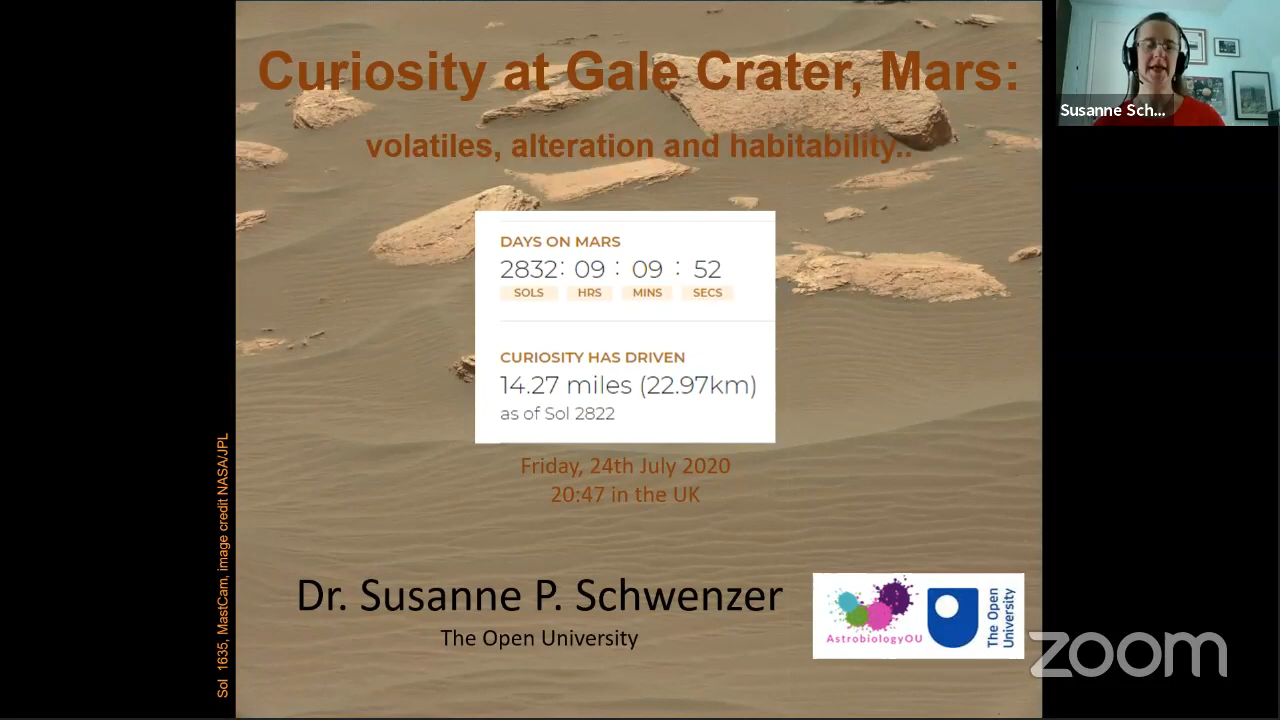 Curiosity at Gale Crater, Mars:
volatiles, alteration and habitability..
Susanne Sch...
DAYS ON MARS
2832: 09 : 09 : 52
SOLS HRS MINS SECS
CURIOSITY HAS DRIVEN
14.27 miles (22.97km)
as of Sol 2822
Friday, 24th July 2020
20:47 in the UK
Sol 1635, MastCam, image credit NASA/JPL
Dr. Susanne P. Schwenzer
The Open University
AstrobiologyOU
The Open
University
zoom